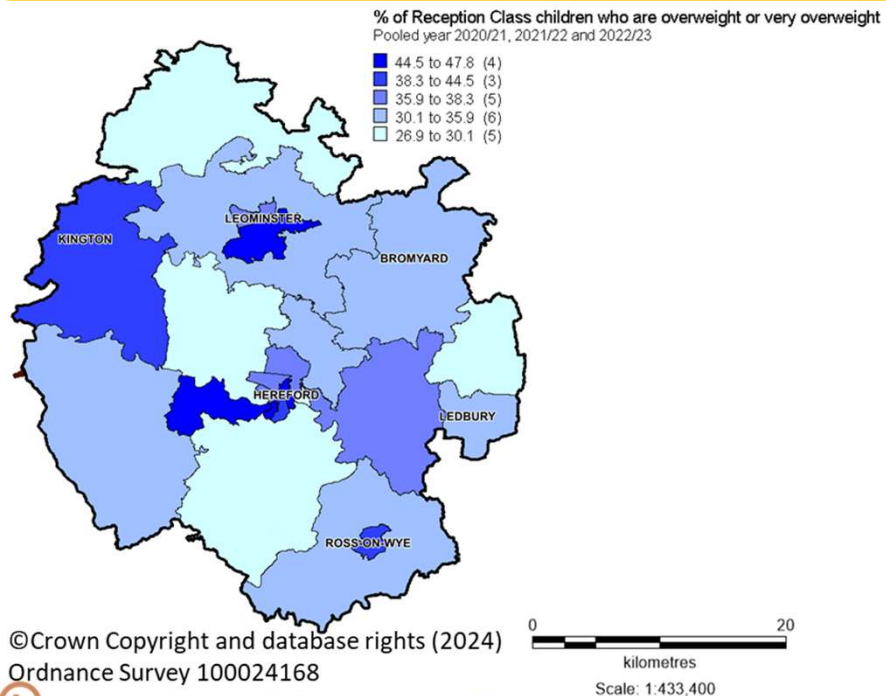 % of Reception Class children who are overweight or very overweight
Pooled year 2020/21, 2021/22 and 2022/23
44.5 to 47.8 (4)
38.3 to 44.5 (3)
35.9 to 38.3 (5)
30.1 to 35.9 (6)
26.9 to 30.1 (5)
LEOMINSTER
KINGTON
BROMYARD
HEREFORD
LEDBURY
ROSS-ON-WYE
©Crown Copyright and database rights (2024)
Ordnance Survey 100024168
0 20
kilometres
Scale: 1:433,400